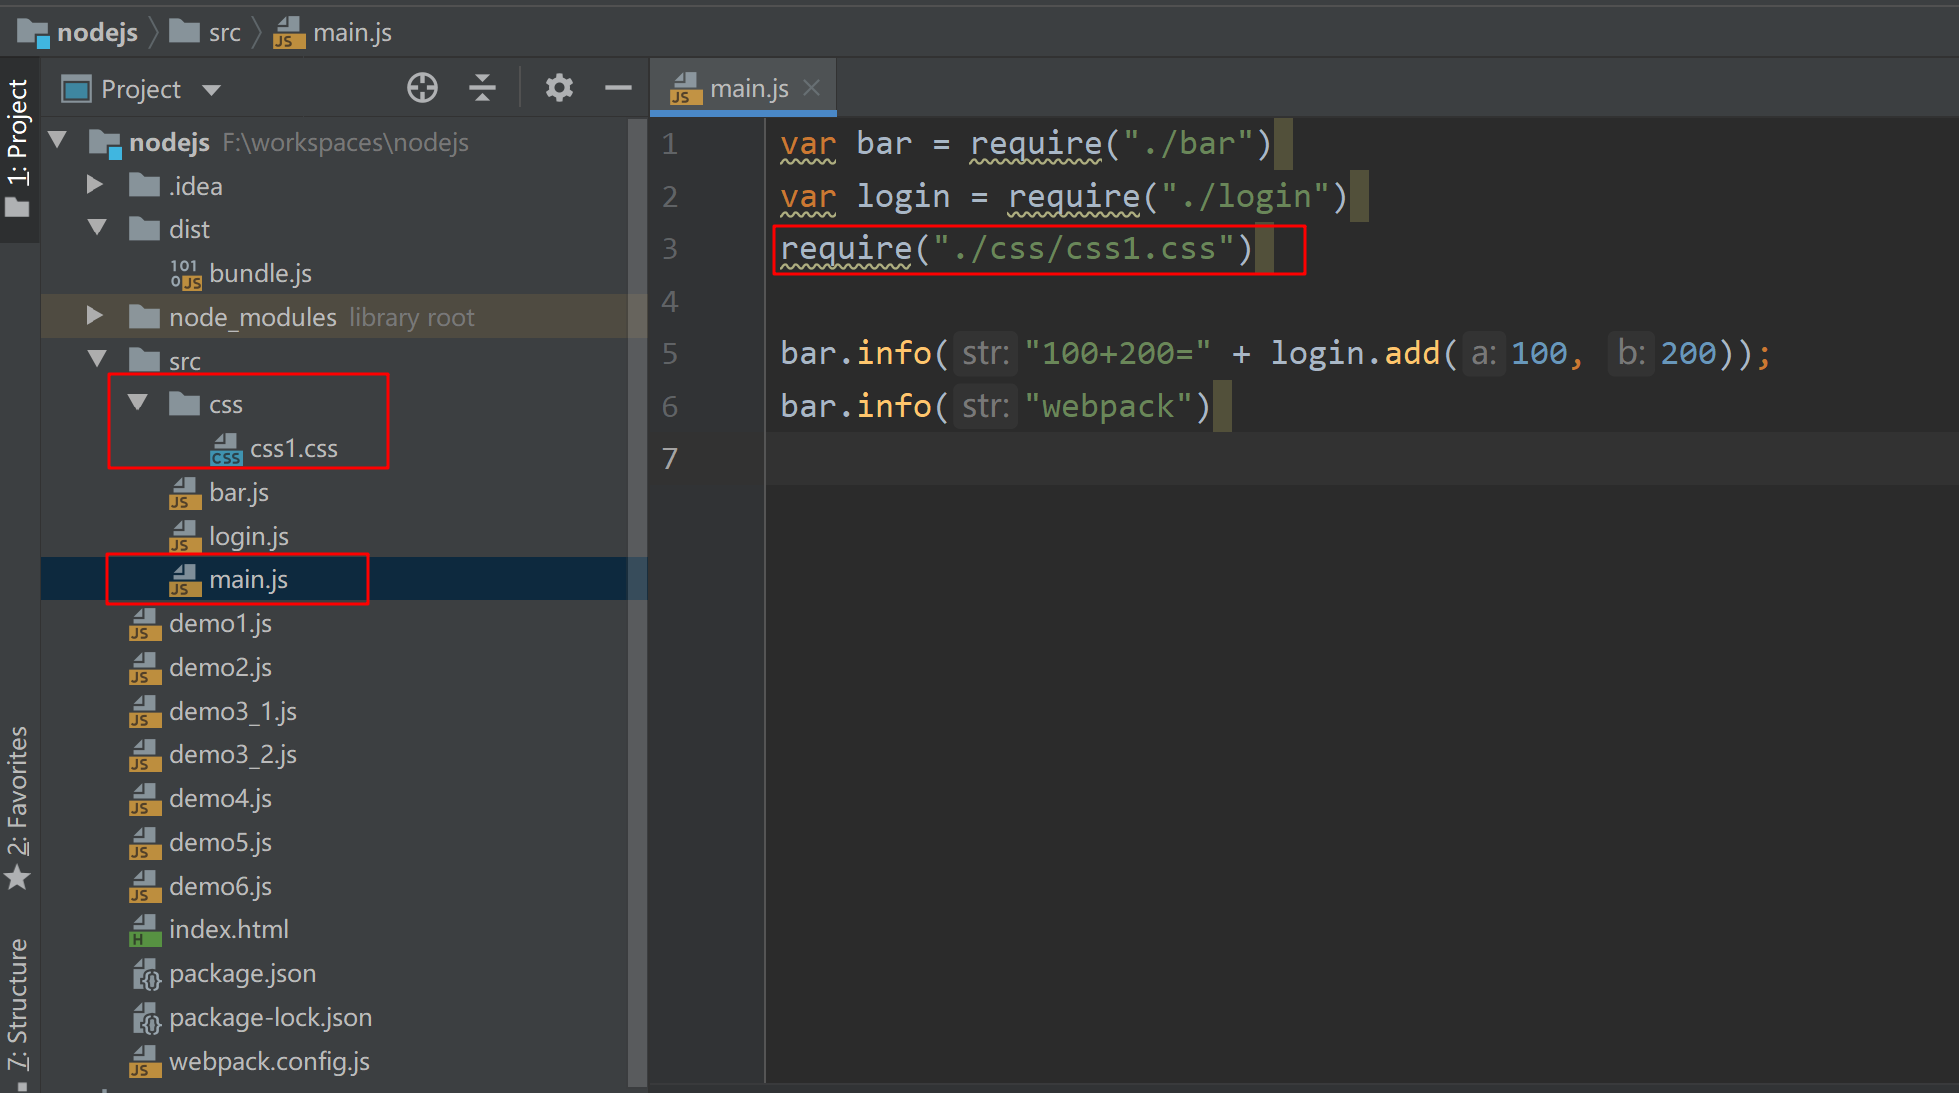 nodejs src main.js
1: Project
Project
nodejs F:\workspaces\nodejs
.idea
dist
bundle.js
node_modules library root
src
css
css1.css
bar.js
login.js
main.js
demo1.js
demo2.js
demo3_1.js
demo3_2.js
demo4.js
demo5.js
demo6.js
index.html
package.json
package-lock.json
webpack.config.js
2: Favorites
7: Structure
main.js
1 var bar = require("./bar")
2 var login = require("./login")
3 require("./css/css1.css")
4
5 bar.info( str: "100+200=" + login.add( a: 100, b: 200));
6 bar.info( str: "webpack")
7